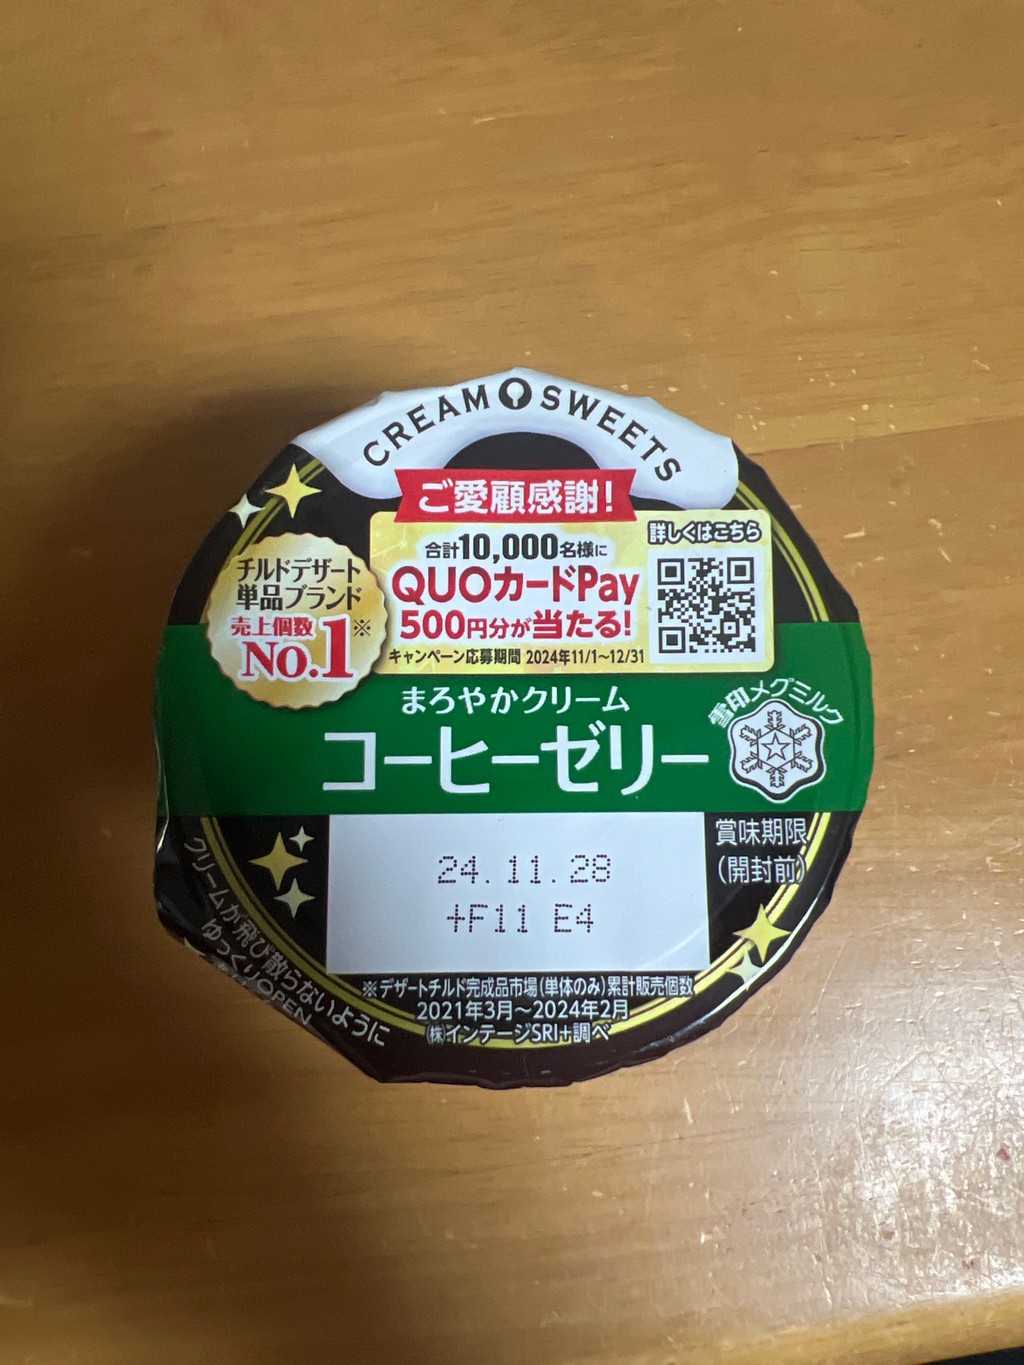 CREAM SWEETS
ご愛顧感謝!
合計10,000名様に
QUOカードPay
500円分が当たる!
キャンペーン応募期間 2024年11/1~12/31
詳しくはこちら
チルドデザート
単品ブランド
売上個数
No.1※
まろやかクリーム
コーヒーゼリー
雪印メグミルク
24.11.28
+F11 E4
賞味期限
(開封前)
クリームが飛び散らないように
ゆっくりOPEN
※デザートチルド完成品市場(単体のみ)累計販売個数
2021年3月~2024年2月
㈱インテージSRI+調べ